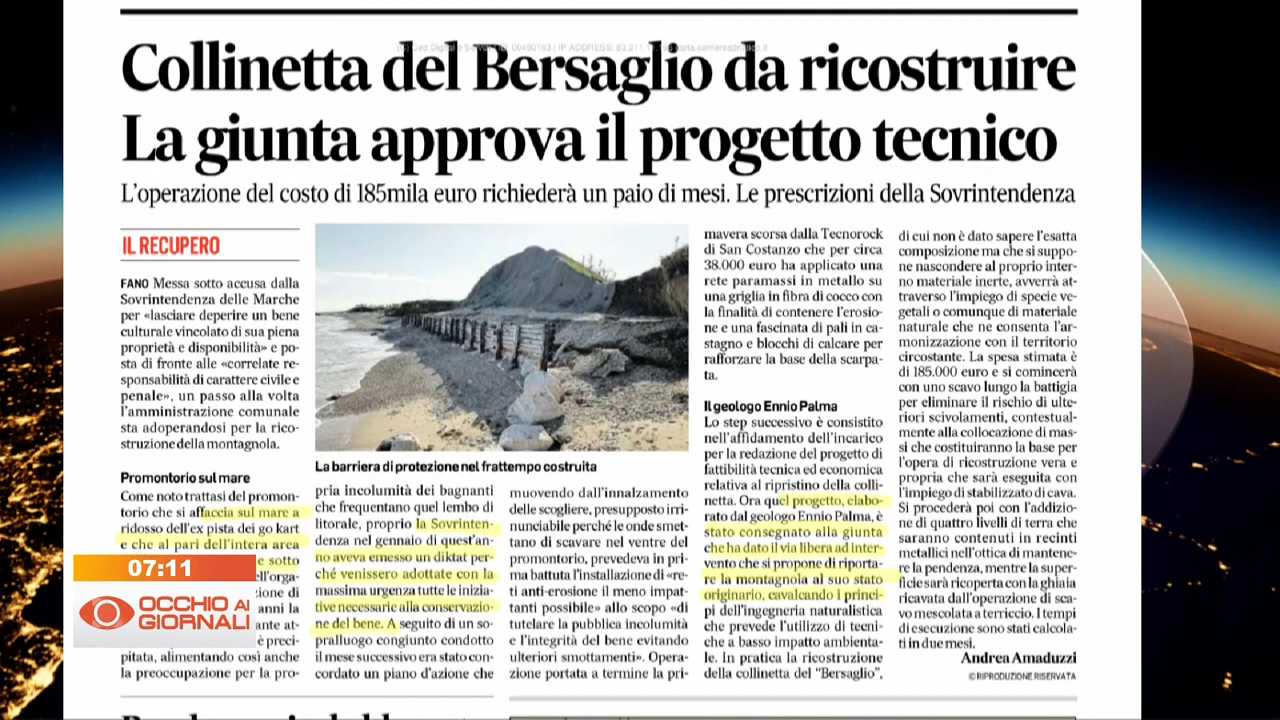 Collinetta del Bersaglio da ricostruire
La giunta approva il progetto tecnico
L'operazione del costo di 185mila euro richiederà un paio di mesi. Le prescrizioni della Sovrintendenza
IL RECUPERO
FANO Messa sotto accusa dalla
Sovrintendenza delle Marche
per «lasciare deperire un bene
culturale vincolato di sua piena
proprietà e disponibilità» e po-
sta di fronte alle «correlate re-
sponsabilità di carattere civile e
penale», un passo alla volta
l'amministrazione comunale
sta adoperandosi per la rico-
struzione della montagnola.
Promontorio sul mare
Come noto trattasi del promon-
torio che si affaccia sul mare a
ridosso dell'ex pista dei go kart
e che al pari dell'intera area
e sotto
ell'orga-
zione di
anni la
ante at-
è preci-
pitata, alimentando così anche
la preoccupazione per la pro-
07:11
OCCHIO AI
GIORNALI
La barriera di protezione nel frattempo costruita
pria incolumità dei bagnanti
che frequentano quel lembo di
litorale, proprio la Sovrinten-
denza nel gennaio di quest'an-
no aveva emesso un diktat per-
ché venissero adottate con la
massima urgenza tutte le inizia-
tive necessarie alla conservazio-
ne del bene. A seguito di un so-
pralluogo congiunto condotto
il mese successivo era stato con-
cordato un piano d'azione che
muovendo dall'innalzamento
delle scogliere, presupposto irri-
nunciabile perché le onde smet-
tano di scavare nel ventre del
promontorio, prevedeva in pri-
ma battuta l'installazione di «re-
ti anti-erosione il meno impat-
tanti possibile» allo scopo «di
tutelare la pubblica incolumità
e l'integrità del bene evitando
ulteriori smottamenti». Opera-
zione portata a termine la pri-
mavera scorsa dalla Tecnorock
di San Costanzo che per circa
38.000 euro ha applicato una
rete paramassi in metallo su
una griglia in fibra di cocco con
la finalità di contenere l'erosio-
ne e una fascinata di pali in ca-
stagno e blocchi di calcare per
rafforzare la base della scarpa-
ta.
Il geologo Ennio Palma
Lo step successivo è consistito
nell'affidamento dell'incarico
per la redazione del progetto di
fattibilità tecnica ed economica
relativa al ripristino della colli-
netta. Ora quel progetto, elabo-
rato dal geologo Ennio Palma, è
stato consegnato alla giunta
che ha dato il via libera ad inter-
vento che si propone di riporta-
re la montagnola al suo stato
originario, cavalcando i princi-
pi dell'ingegneria naturalistica
che prevede l'utilizzo di tecni-
che a basso impatto ambienta-
le. In pratica la ricostruzione
della collinetta del "Bersaglio",
di cui non è dato sapere l'esatta
composizione ma che si suppo-
ne nascondere al proprio inter-
no materiale inerte, avverrà at-
traverso l'impiego di specie ve-
getali o comunque di materiale
naturale che ne consenta l'ar-
monizzazione con il territorio
circostante. La spesa stimata è
di 185.000 euro e si comincerà
con uno scavo lungo la battigia
per eliminare il rischio di ulte-
riori scivolamenti, contestual-
mente alla collocazione di mas-
si che costituiranno la base per
l'opera di ricostruzione vera e
propria che sarà eseguita con
l'impiego di stabilizzato di cava.
Si procederà poi con l'addizio-
ne di quattro livelli di terra che
saranno contenuti in recinti
metallici nell'ottica di mantene-
re la pendenza, mentre la super-
ficie sarà ricoperta con la ghiaia
ricavata dall'operazione di sca-
vo mescolata a terriccio. I tempi
di esecuzione sono stati calcola-
ti in due mesi.
Andrea Amaduzzi
© RIPRODUZIONE RISERVATA